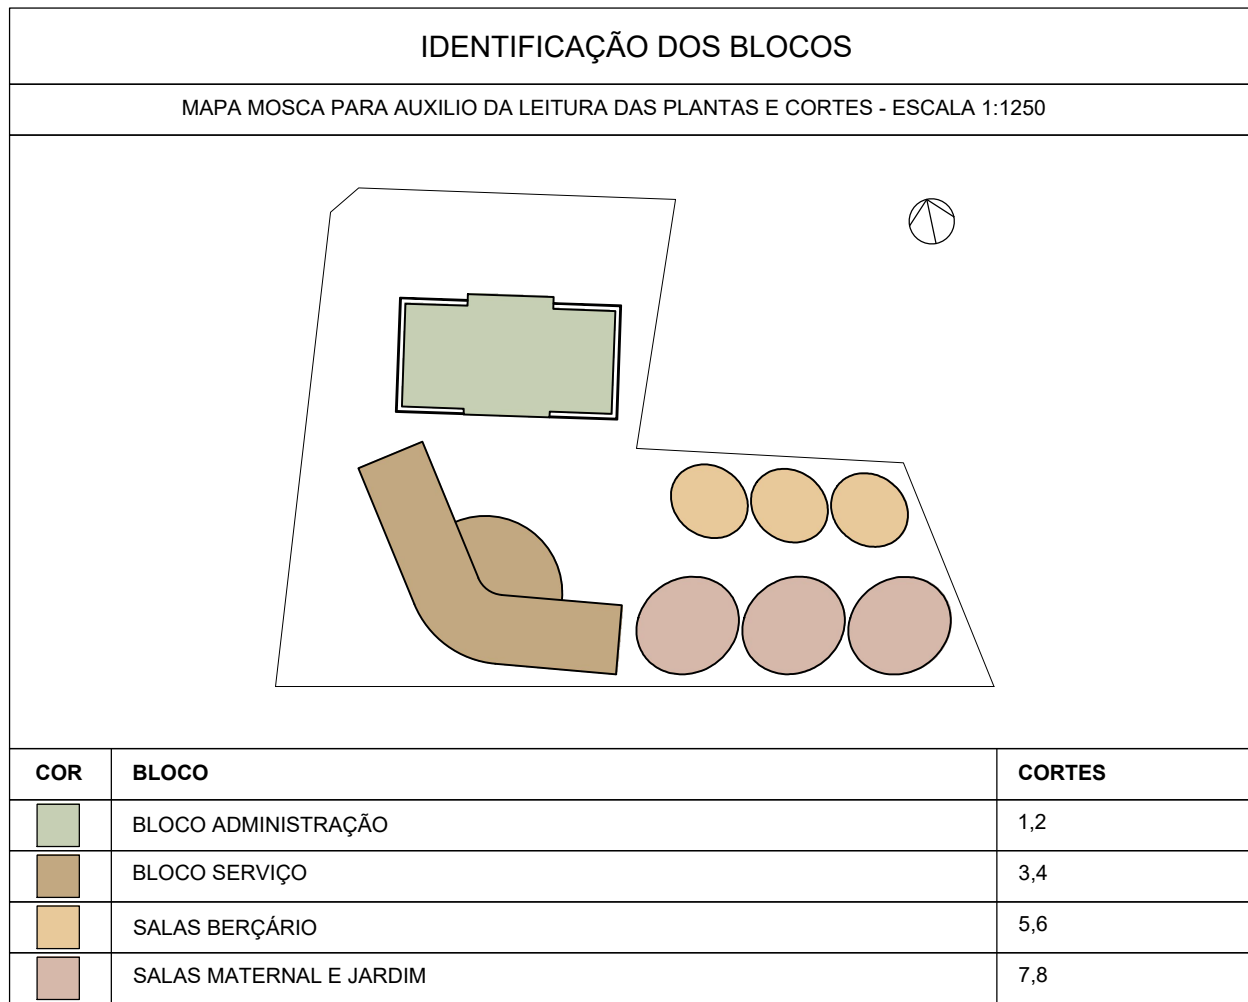 IDENTIFICAÇÃO DOS BLOCOS
MAPA MOSCA PARA AUXILIO DA LEITURA DAS PLANTAS E CORTES - ESCALA 1:1250
COR BLOCO CORTES
BLOCO ADMINISTRAÇÃO 1,2
BLOCO SERVIÇO 3,4
SALAS BERÇÁRIO 5,6
SALAS MATERNAL E JARDIM 7,8